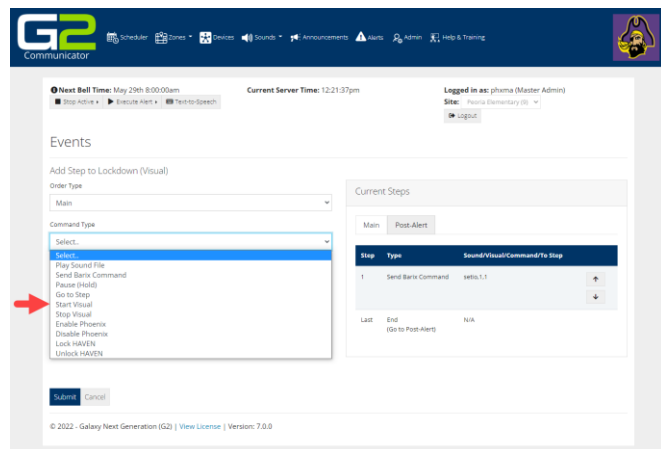 G2
Communicator
Scheduler Zones Devices Sounds Announcements Alerts Admin Help & Training
Next Bell Time: May 29th 8:00:00am Current Server Time: 12:21:37pm Logged in as: phxma (Master Admin)
Stop Active Execute Alert Text-to-Speech Site: Peoria Elementary (9)
Logout
Events
Add Step to Lockdown (Visual)
Order Type
Main
Command Type
Select..
Select..
Play Sound File
Send Barix Command
Pause (Hold)
Go to Step
Start Visual
Stop Visual
Enable Phoenix
Disable Phoenix
Lock HAVEN
Unlock HAVEN
Current Steps
Main Post-Alert
Step Type Sound/Visual/Command/To Step
1 Send Barix Command setio,1,1
Last End N/A
(Go to Post-Alert)
Submit Cancel
© 2022 - Galaxy Next Generation (G2) | View License | Version: 7.0.0